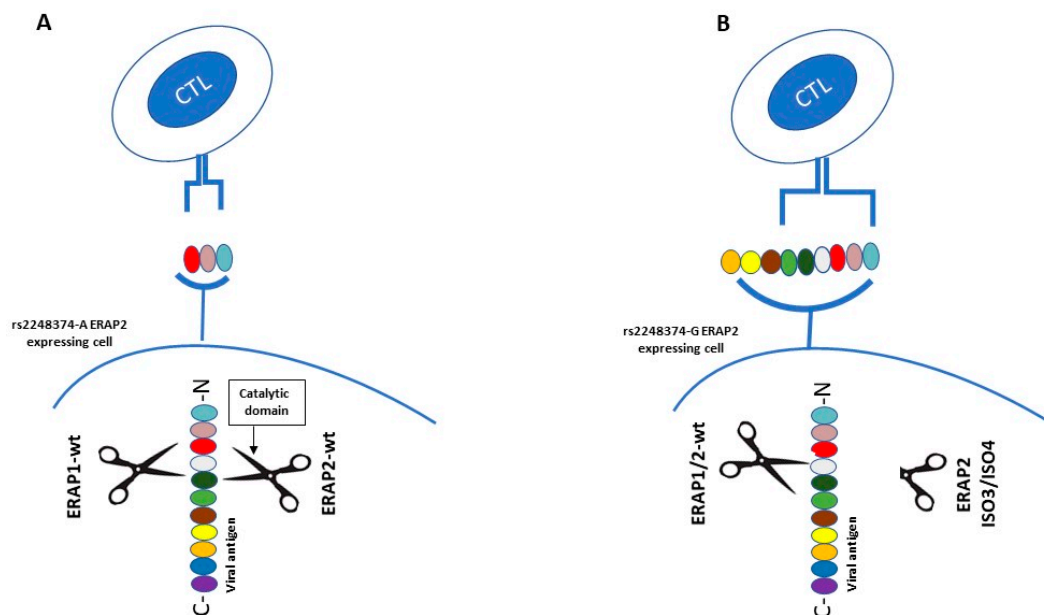 A
CTL
rs2248374-A ERAP2
expressing cell
-N
Catalytic
domain
ERAP1-wt
ERAP2-wt
Viral antigen
C-
B
CTL
rs2248374-G ERAP2
expressing cell
-N
ERAP1/2-wt
ERAP2
ISO3/ISO4
Viral antigen
C-